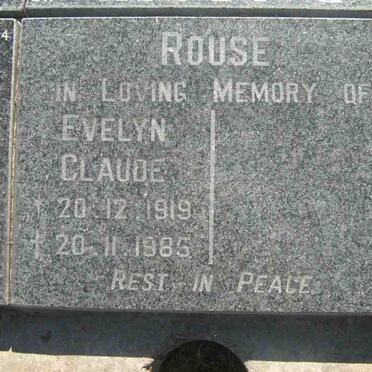 ROUSE
IN LOVING MEMORY OF
EVELYN
CLAUDE
20.12.1919
20.11.1985
REST IN PEACE